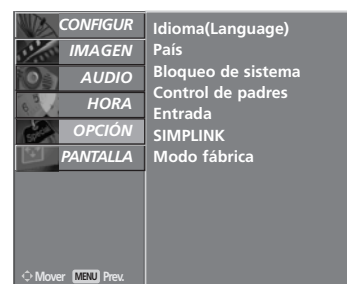 CONFIGUR
IMAGEN
AUDIO
HORA
OPCIÓN
PANTALLA
Idioma(Language)
País
Bloqueo de sistema
Control de padres
Entrada
SIMPLINK
Modo fábrica
Mover MENU Prev.